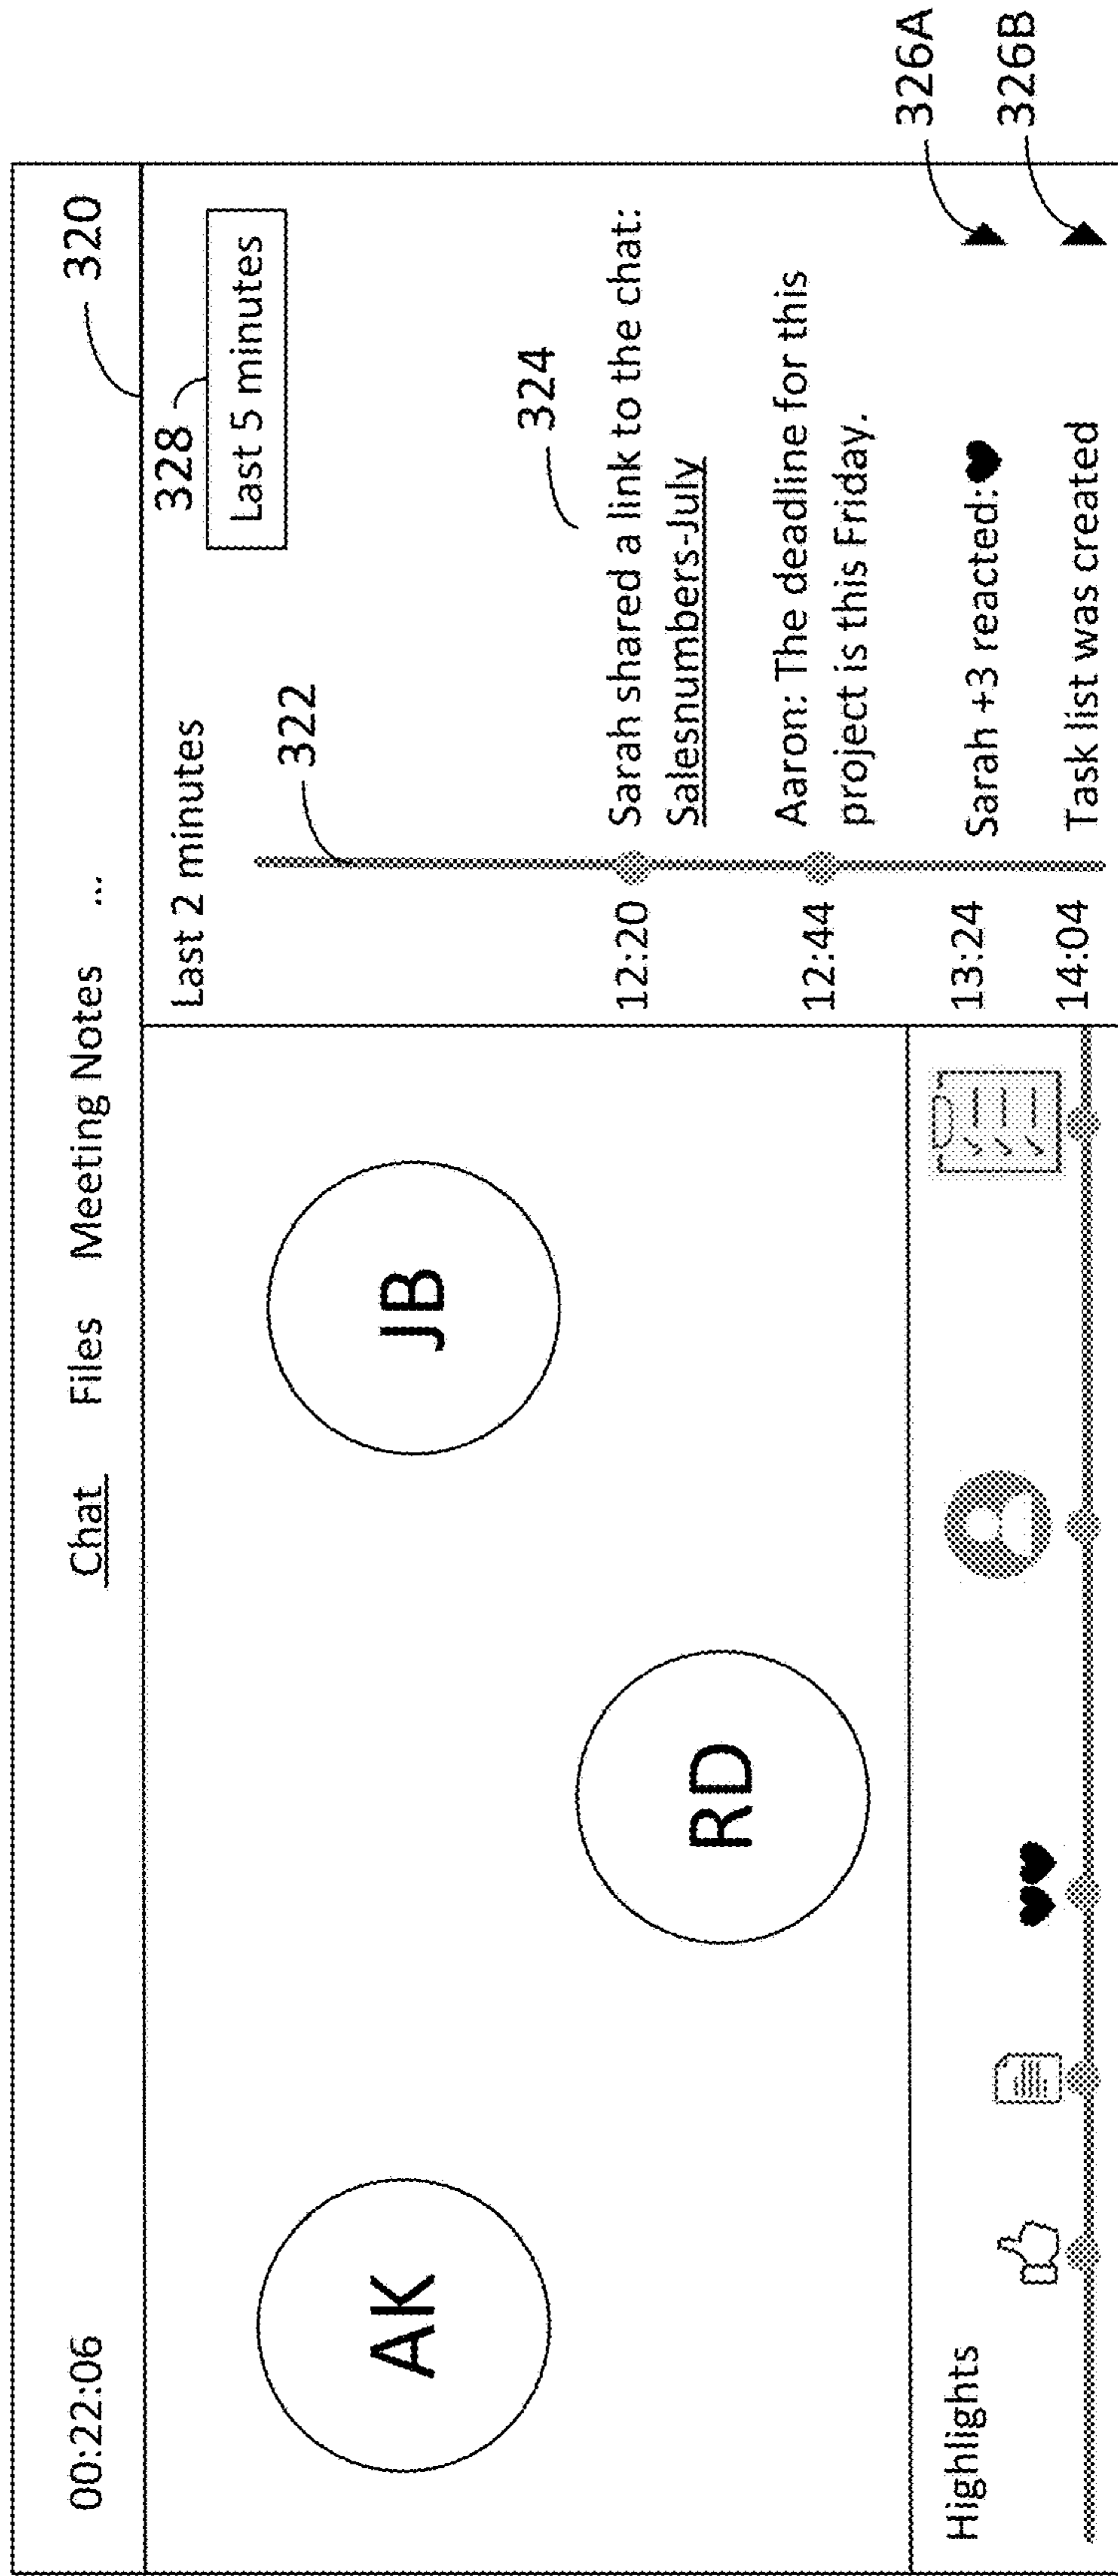 00:22:06
Chat Files Meeting Notes ...
320
AK
RD
JB
Last 2 minutes
328
Last 5 minutes
322
324
12:20 Sarah shared a link to the chat:
Salesnumbers-July
12:44 Aaron: The deadline for this
project is this Friday.
13:24 Sarah +3 reacted:♥
326A
14:04 Task list was created
326B
Highlights